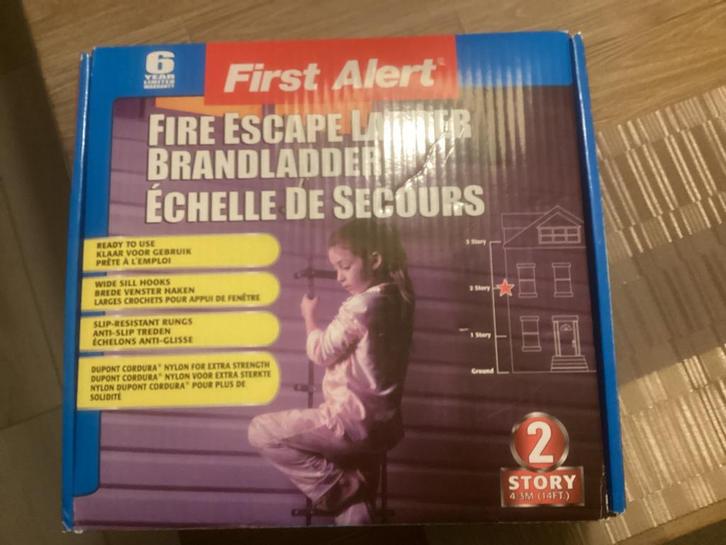 6
YEAR
LIMITED
WARRANTY
First Alert
FIRE ESCAPE LADDER
BRANDLADDER
ÉCHELLE DE SECOURS
READY TO USE
KLAAR VOOR GEBRUIK
PRÊTE À L'EMPLOI
WIDE SILL HOOKS
BREDE VENSTER HAKEN
LARGES CROCHETS POUR APPUI DE FENÊTRE
SLIP-RESISTANT RUNGS
ANTI-SLIP TREDEN
ÉCHELONS ANTI-GLISSE
DUPONT CORDURA® NYLON FOR EXTRA STRENGTH
DUPONT CORDURA® NYLON VOOR EXTRA STERKTE
NYLON DUPONT CORDURA® POUR PLUS DE
SOLIDITÉ
3 Story
2 Story
1 Story
Ground
2
STORY
4.3M (14FT.)